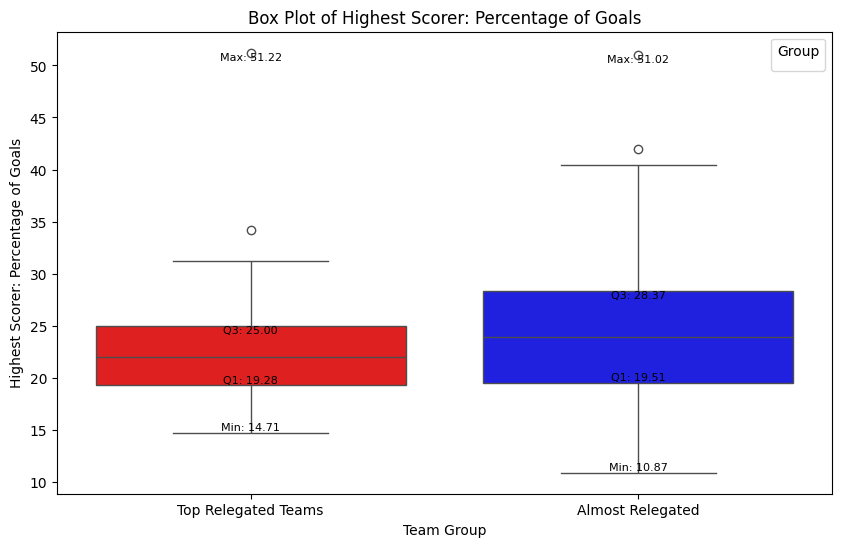 Box Plot of Highest Scorer: Percentage of Goals
Group
Highest Scorer: Percentage of Goals
50
45
40
35
30
25
20
15
10
Max: 51.22
Q3: 25.00
Q1: 19.28
Min: 14.71
Max: 51.02
Q3: 28.37
Q1: 19.51
Min: 10.87
Top Relegated Teams
Almost Relegated
Team Group